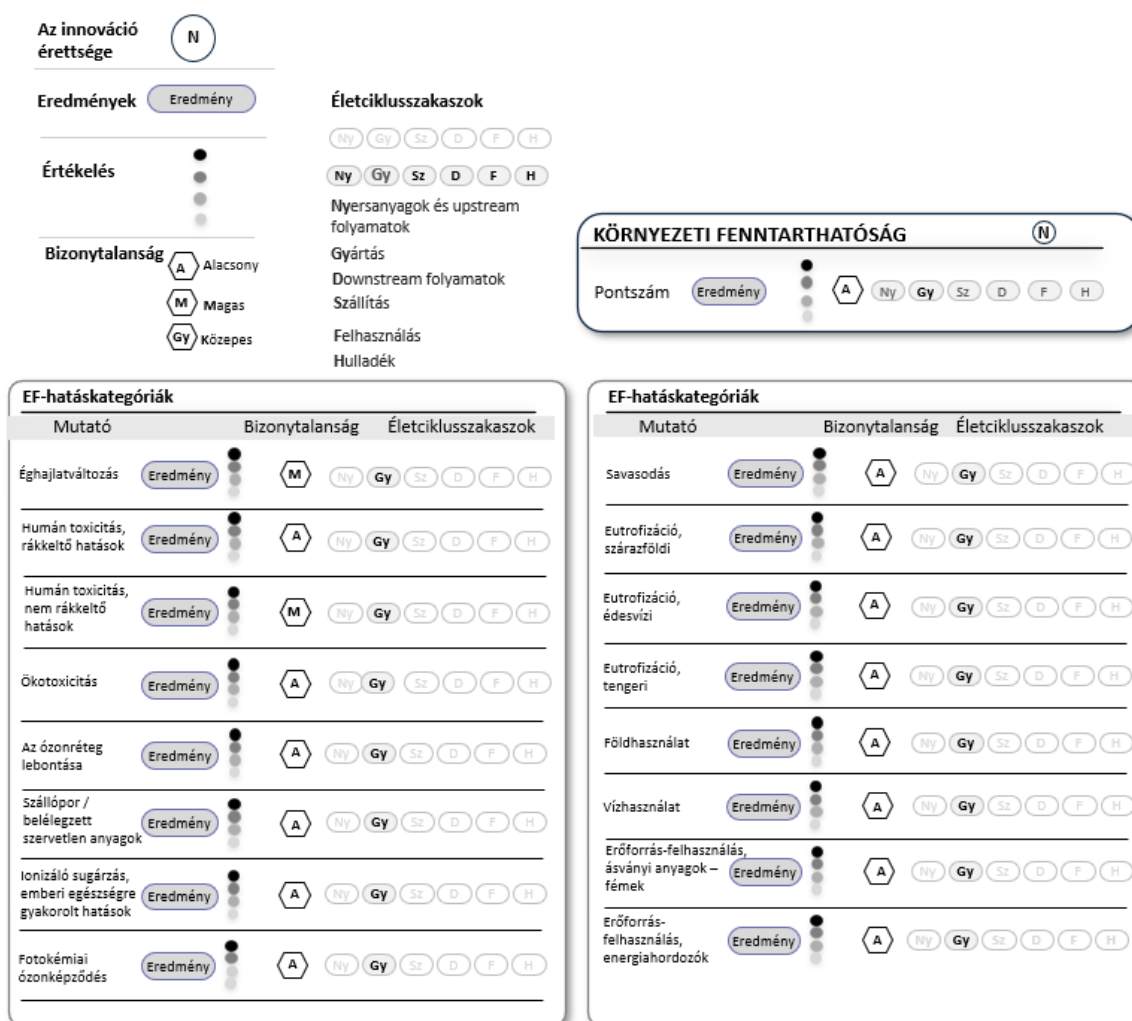 Az innováció
érettsége
N
Eredmények
Eredmény
Értékelés
Bizonytalanság
A Alacsony
M Magas
Gy Közepes
Életciklusszakaszok
Ny Gy Sz D F H
Ny Gy Sz D F H
Nyersanyagok és upstream
folyamatok
Gyártás
Downstream folyamatok
Szállítás
Felhasználás
Hulladék
KÖRNYEZETI FENNTARTHATÓSÁG N
Pontszám Eredmény A Ny Gy Sz D F H
EF-hatáskategóriák
Mutató Bizonytalanság Életciklusszakaszok
Éghajlatváltozás Eredmény M Ny Gy Sz D F H
Humán toxicitás,
rákkeltő hatások Eredmény A Ny Gy Sz D F H
Humán toxicitás,
nem rákkeltő
hatások Eredmény M Ny Gy Sz D F H
Ökotoxicitás Eredmény A Ny Gy Sz D F H
Az ózonréteg
lebontása Eredmény A Ny Gy Sz D F H
Szállópor /
belélegzett
szervetlen anyagok Eredmény A Ny Gy Sz D F H
Ionizáló sugárzás,
emberi egészségre
gyakorolt hatások Eredmény A Ny Gy Sz D F H
Fotokémiai
ózonképződés Eredmény A Ny Gy Sz D F H
EF-hatáskategóriák
Mutató Bizonytalanság Életciklusszakaszok
Savasodás Eredmény A Ny Gy Sz D F H
Eutrofizáció,
szárazföldi Eredmény A Ny Gy Sz D F H
Eutrofizáció,
édesvízi Eredmény A Ny Gy Sz D F H
Eutrofizáció,
tengeri Eredmény A Ny Gy Sz D F H
Földhasználat Eredmény A Ny Gy Sz D F H
Vízhasználat Eredmény A Ny Gy Sz D F H
Erőforrás-felhasználás,
ásványi anyagok –
fémek Eredmény A Ny Gy Sz D F H
Erőforrás-
felhasználás,
energiahordozók Eredmény A Ny Gy Sz D F H